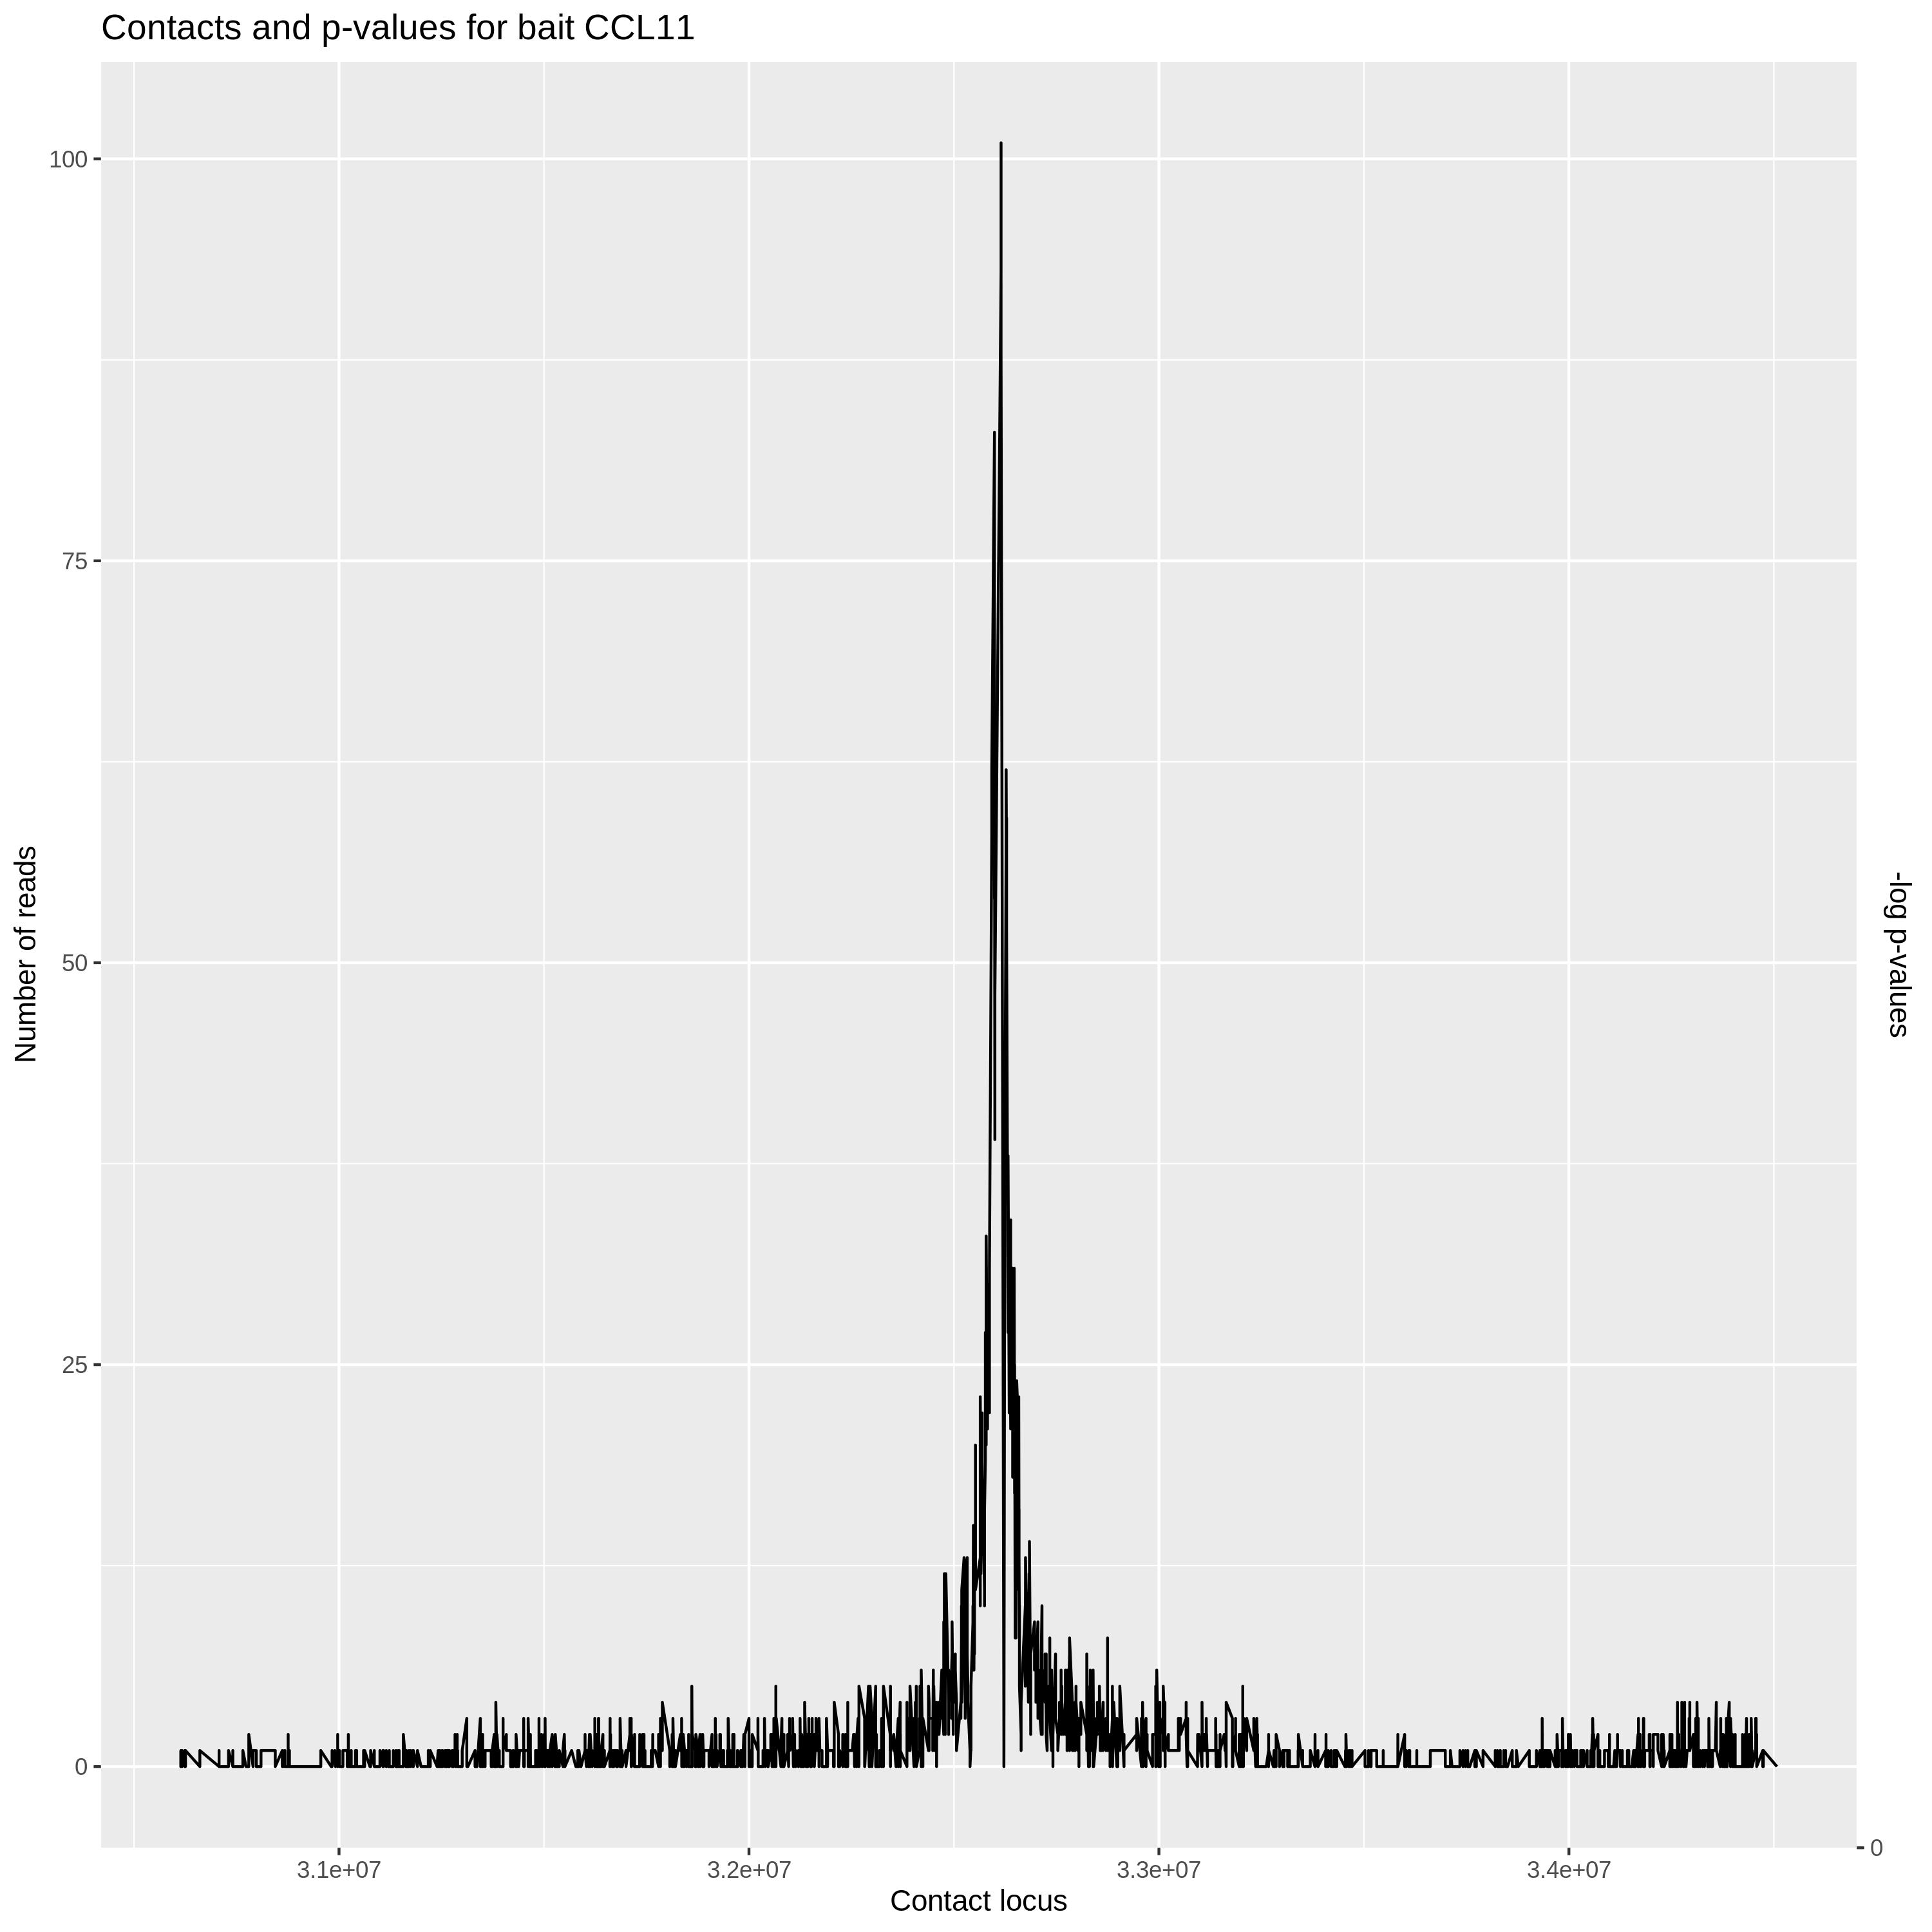 Contacts and p-values for bait CCL11
100
75
50
25
0
Number of reads
-log p-values
0
3.1e+07
3.2e+07
3.3e+07
3.4e+07
Contact locus